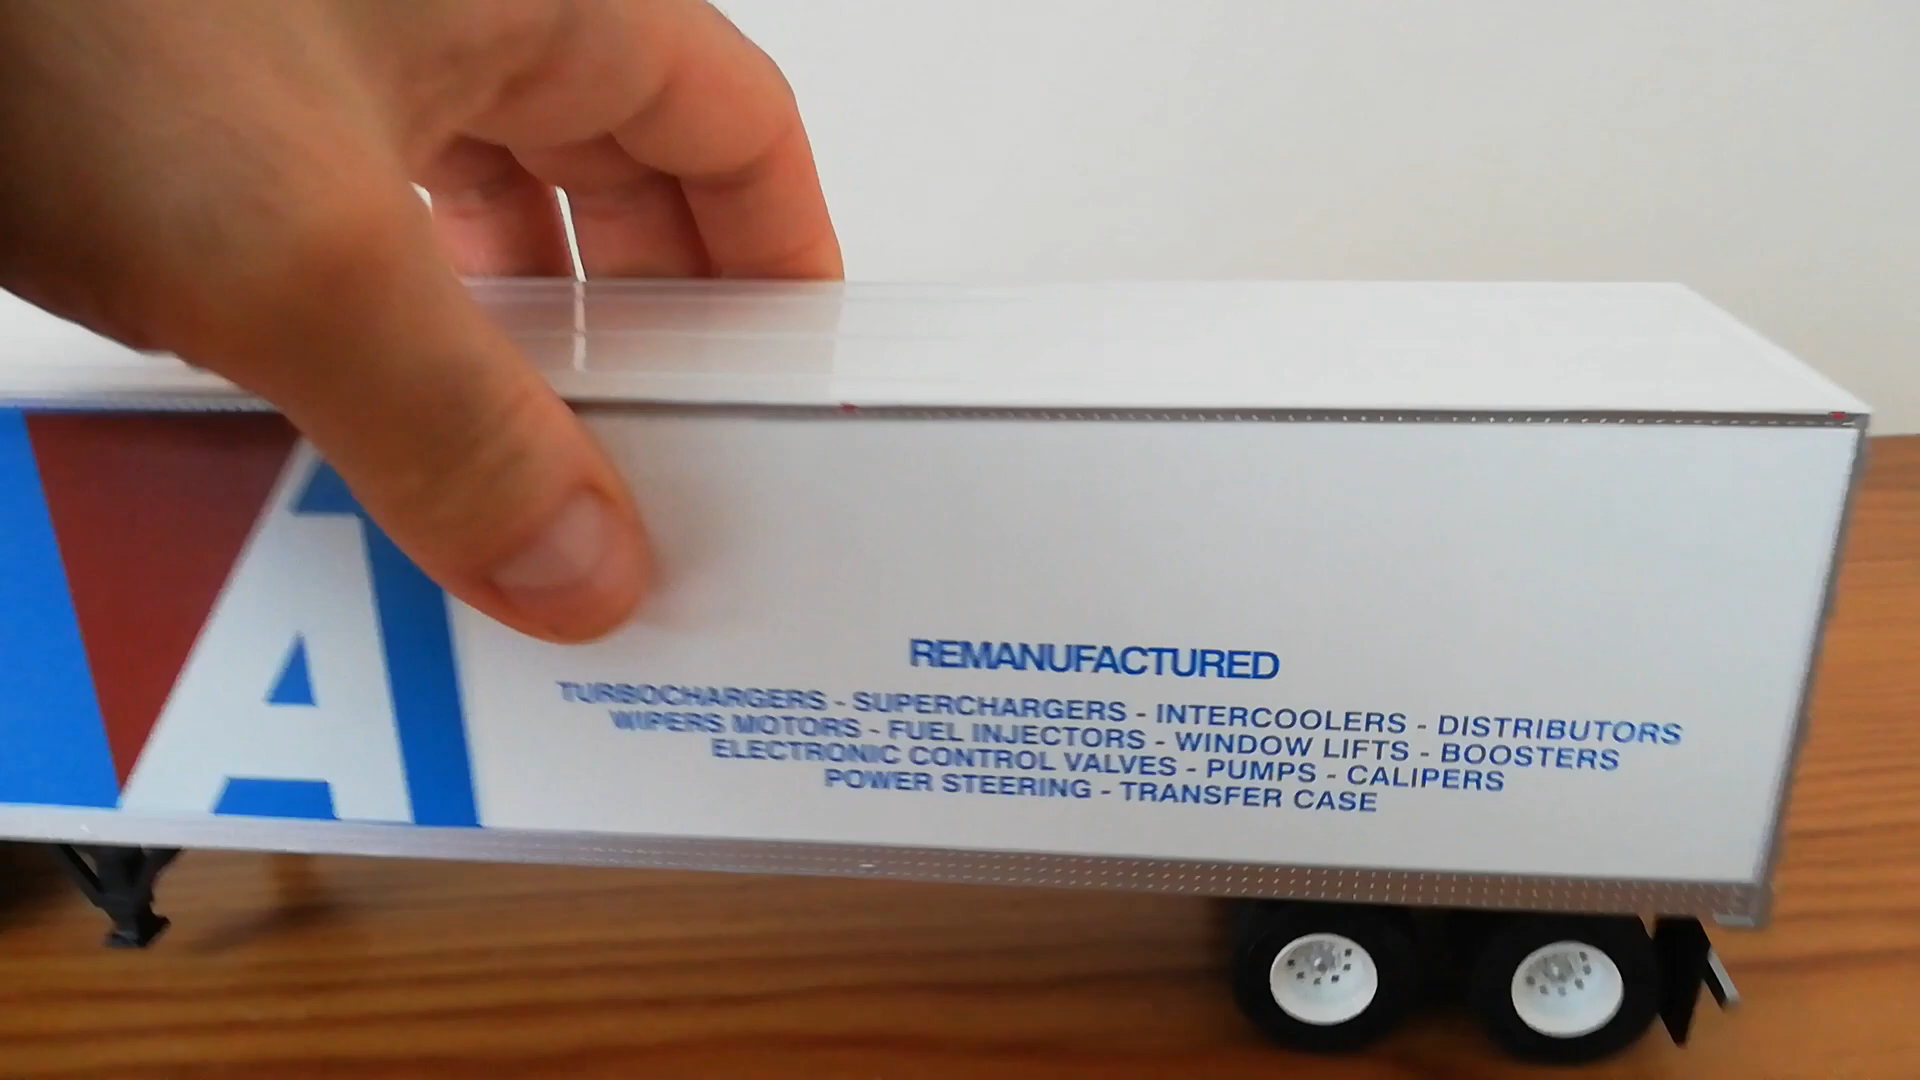 A
REMANUFACTURED
TURBOCHARGERS - SUPERCHARGERS - INTERCOOLERS - DISTRIBUTORS
WIPERS MOTORS - FUEL INJECTORS - WINDOW LIFTS - BOOSTERS
ELECTRONIC CONTROL VALVES - PUMPS - CALIPERS
POWER STEERING - TRANSFER CASE